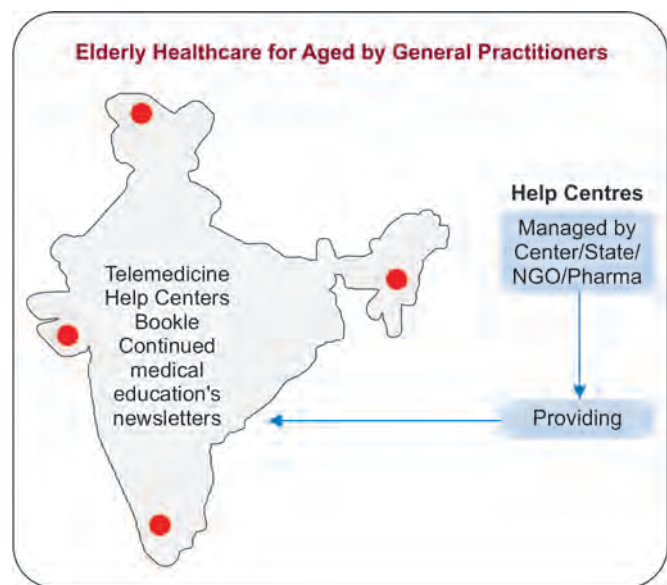 Elderly Healthcare for Aged by General Practitioners
Telemedicine
Help Centers
Bookle
Continued
medical
education's
newsletters
Help Centres
Managed by
Center/State/
NGO/Pharma
Providing